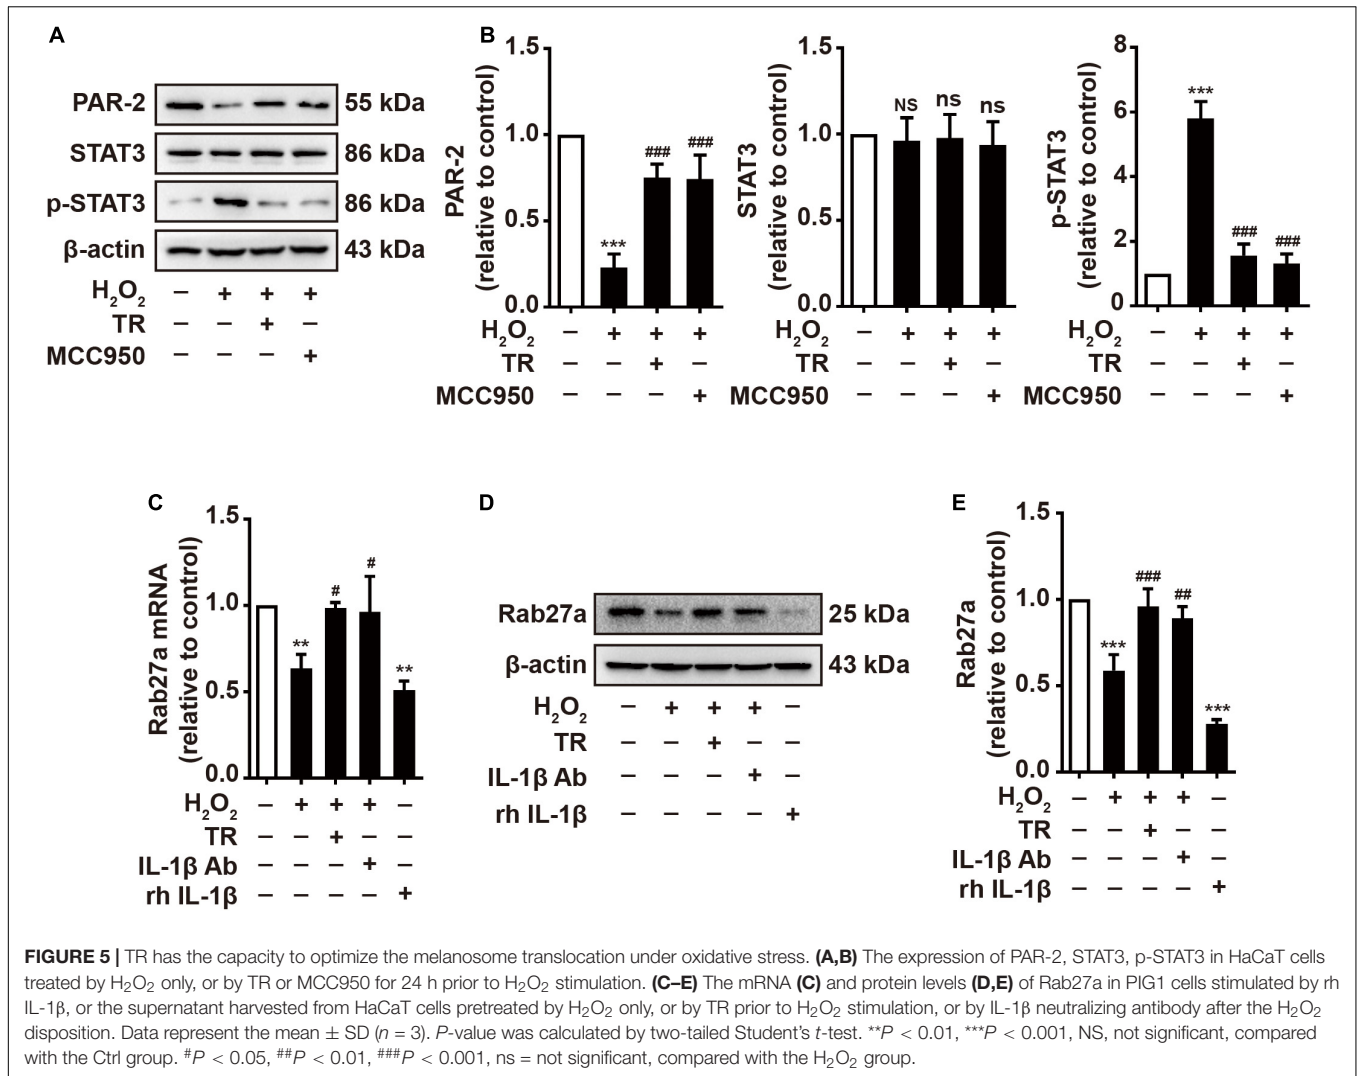 A
PAR-2
55 kDa
STAT3
86 kDa
p-STAT3
86 kDa
β-actin
43 kDa
H2O2 – + + +
TR – – + –
MCC950 – – – +
B
PAR-2
(relative to control)
1.5
1.0
0.5
0.0
***
###
###
H2O2 – + + +
TR – – + –
MCC950 – – – +
STAT3
(relative to control)
1.5
1.0
0.5
0.0
NS
ns
ns
H2O2 – + + +
TR – – + –
MCC950 – – – +
p-STAT3
(relative to control)
8
6
4
2
0
***
###
###
H2O2 – + + +
TR – – + –
MCC950 – – – +
C
Rab27a mRNA
(relative to control)
1.5
1.0
0.5
0.0
**
#
#
**
H2O2 – + + + –
TR – – + – –
IL-1β Ab – – – + –
rh IL-1β – – – – +
D
Rab27a
25 kDa
β-actin
43 kDa
H2O2 – + + + –
TR – – + – –
IL-1β Ab – – – + –
rh IL-1β – – – – +
E
Rab27a
(relative to control)
1.5
1.0
0.5
0.0
***
###
##
***
H2O2 – + + + –
TR – – + – –
IL-1β Ab – – – + –
rh IL-1β – – – – +
FIGURE 5 | TR has the capacity to optimize the melanosome translocation under oxidative stress. (A,B) The expression of PAR-2, STAT3, p-STAT3 in HaCaT cells
treated by H2O2 only, or by TR or MCC950 for 24 h prior to H2O2 stimulation. (C–E) The mRNA (C) and protein levels (D,E) of Rab27a in PIG1 cells stimulated by rh
IL-1β, or the supernatant harvested from HaCaT cells pretreated by H2O2 only, or by TR prior to H2O2 stimulation, or by IL-1β neutralizing antibody after the H2O2
disposition. Data represent the mean ± SD (n = 3). P-value was calculated by two-tailed Student's t-test. **P < 0.01, ***P < 0.001, NS, not significant, compared
with the Ctrl group. #P < 0.05, ##P < 0.01, ###P < 0.001, ns = not significant, compared with the H2O2 group.